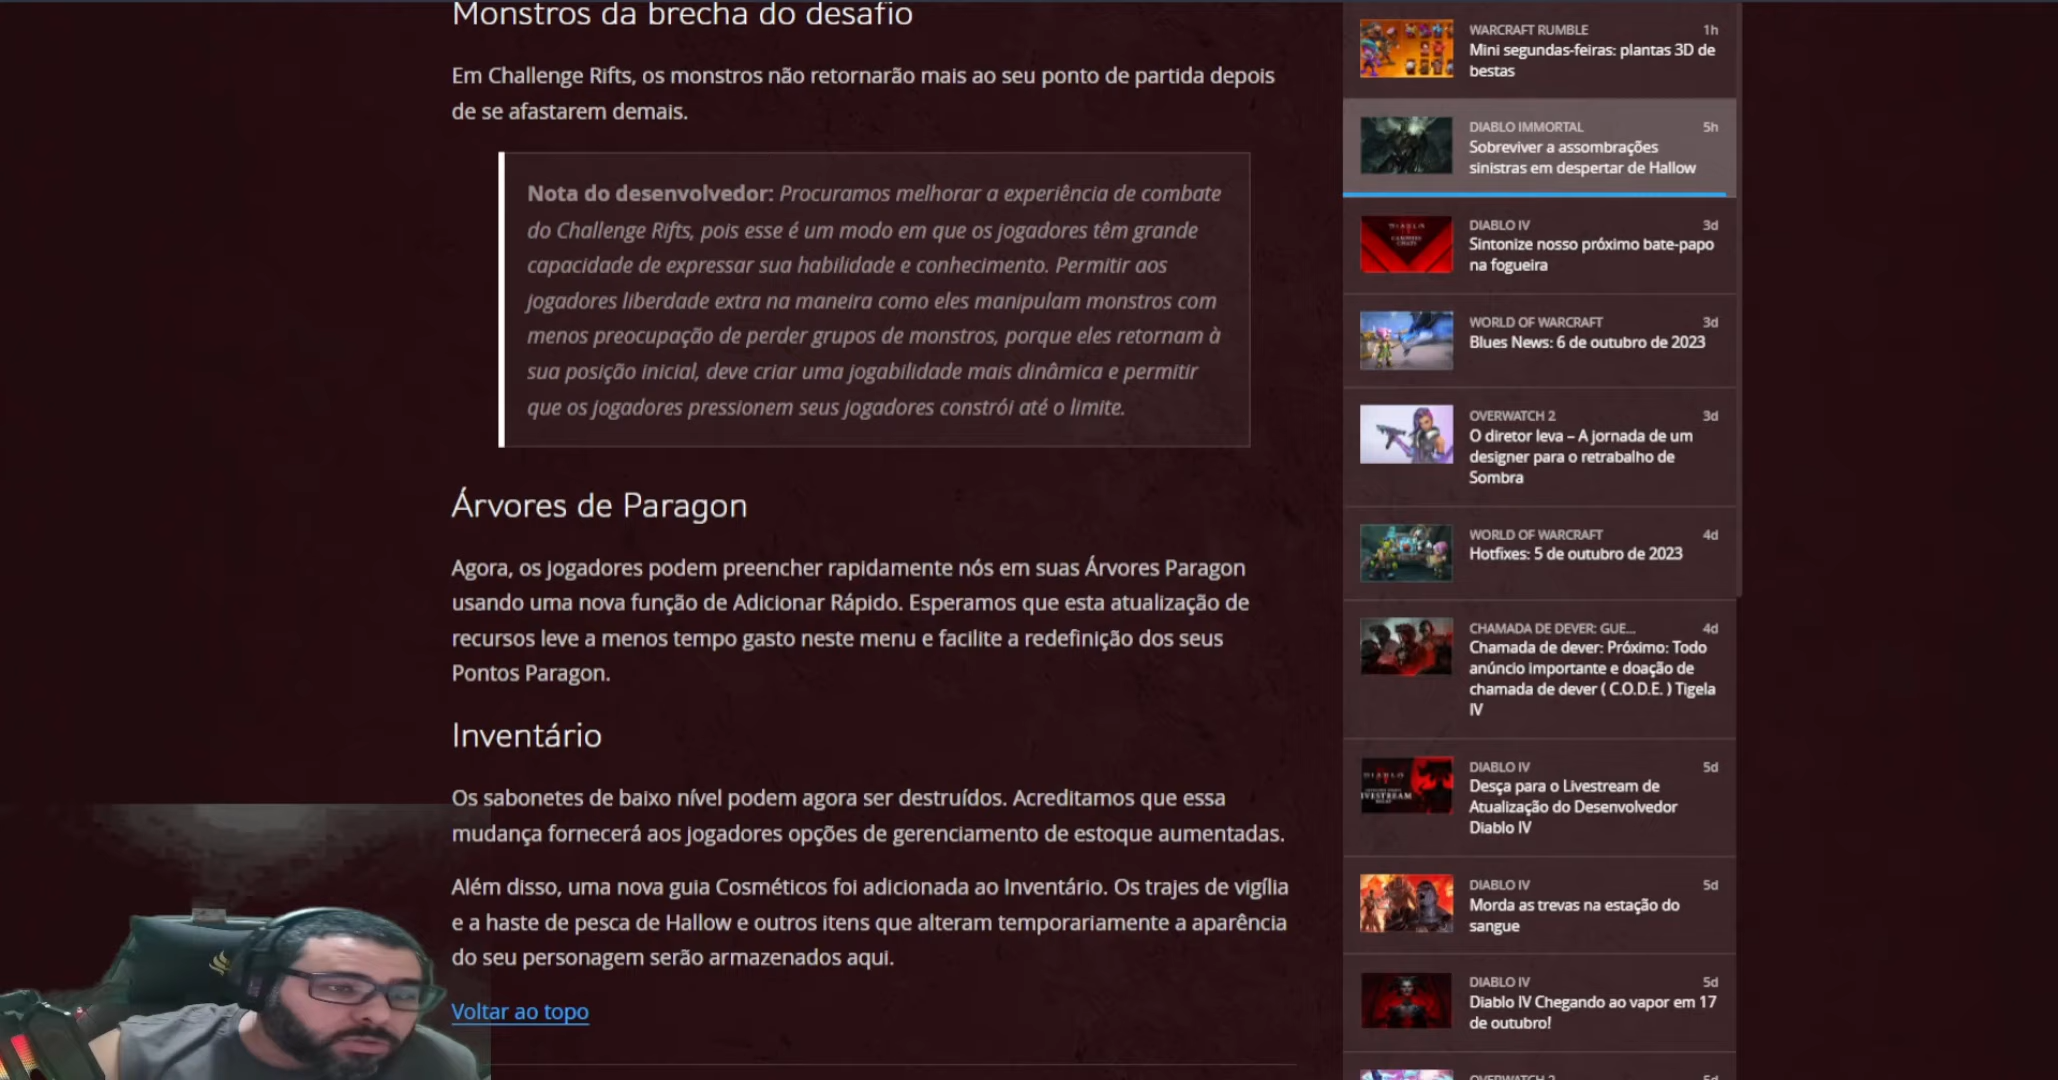 Monstros da brecha do desafio
Em Challenge Rifts, os monstros não retornarão mais ao seu ponto de partida depois
de se afastarem demais.
Nota do desenvolvedor: Procuramos melhorar a experiência de combate
do Challenge Rifts, pois esse é um modo em que os jogadores têm grande
capacidade de expressar sua habilidade e conhecimento. Permitir aos
jogadores liberdade extra na maneira como eles manipulam monstros com
menos preocupação de perder grupos de monstros, porque eles retornam à
sua posição inicial, deve criar uma jogabilidade mais dinâmica e permitir
que os jogadores pressionem seus jogadores constrói até o limite.
Árvores de Paragon
Agora, os jogadores podem preencher rapidamente nós em suas Árvores Paragon
usando uma nova função de Adicionar Rápido. Esperamos que esta atualização de
recursos leve a menos tempo gasto neste menu e facilite a redefinição dos seus
Pontos Paragon.
Inventário
Os sabonetes de baixo nível podem agora ser destruídos. Acreditamos que essa
mudança fornecerá aos jogadores opções de gerenciamento de estoque aumentadas.
Além disso, uma nova guia Cosméticos foi adicionada ao Inventário. Os trajes de vigília
e a haste de pesca de Hallow e outros itens que alteram temporariamente a aparência
do seu personagem serão armazenados aqui.
Voltar ao topo
WARCRAFT RUMBLE 1h
Mini segundas-feiras: plantas 3D de
bestas
DIABLO IMMORTAL 5h
Sobreviver a assombrações
sinistras em despertar de Hallow
DIABLO IV 3d
Sintonize nosso próximo bate-papo
na fogueira
WORLD OF WARCRAFT 3d
Blues News: 6 de outubro de 2023
OVERWATCH 2 3d
O diretor leva – A jornada de um
designer para o retrabalho de
Sombra
WORLD OF WARCRAFT 4d
Hotfixes: 5 de outubro de 2023
CHAMADA DE DEVER: GUE... 4d
Chamada de dever: Próximo: Todo
anúncio importante e doação de
chamada de dever ( C.O.D.E. ) Tigela
IV
DIABLO IV 5d
Desça para o Livestream de
Atualização do Desenvolvedor
Diablo IV
DIABLO IV 5d
Morda as trevas na estação do
sangue
DIABLO IV 5d
Diablo IV Chegando ao vapor em 17
de outubro!
OVERWATCH 2 5d